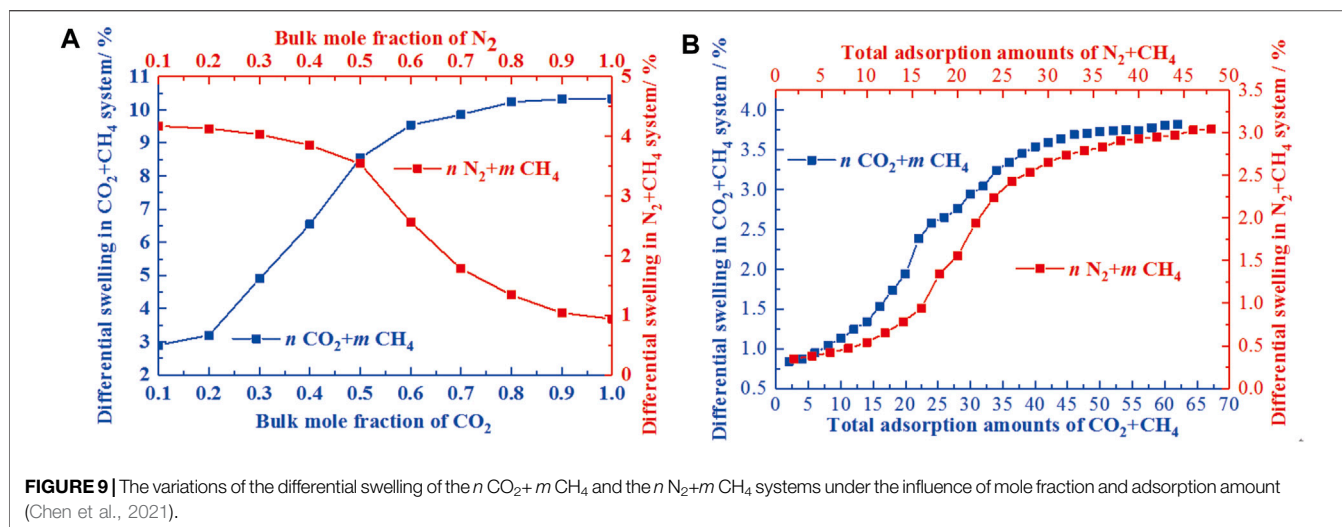 A
Bulk mole fraction of N2
0.1 0.2 0.3 0.4 0.5 0.6 0.7 0.8 0.9 1.0
Differential swelling in CO2+CH4 system/ %
11
10
9
8
7
6
5
4
3
2
n N2+m CH4
n CO2+m CH4
5
4
3
2
1
0
Differential swelling in N2+CH4 system/ %
0.1 0.2 0.3 0.4 0.5 0.6 0.7 0.8 0.9 1.0
Bulk mole fraction of CO2
B
Total adsorption amounts of N2+CH4
0 5 10 15 20 25 30 35 40 45 50
Differential swelling in CO2+CH4 system/ %
4.0
3.5
3.0
2.5
2.0
1.5
1.0
0.5
n CO2+m CH4
n N2+m CH4
3.5
3.0
2.5
2.0
1.5
1.0
0.5
0.0
Differential swelling in N2+CH4 system/ %
0 5 10 15 20 25 30 35 40 45 50 55 60 65 70
Total adsorption amounts of CO2+CH4
FIGURE 9 | The variations of the differential swelling of the n CO2+ m CH4 and the n N2+m CH4 systems under the influence of mole fraction and adsorption amount
(Chen et al., 2021).